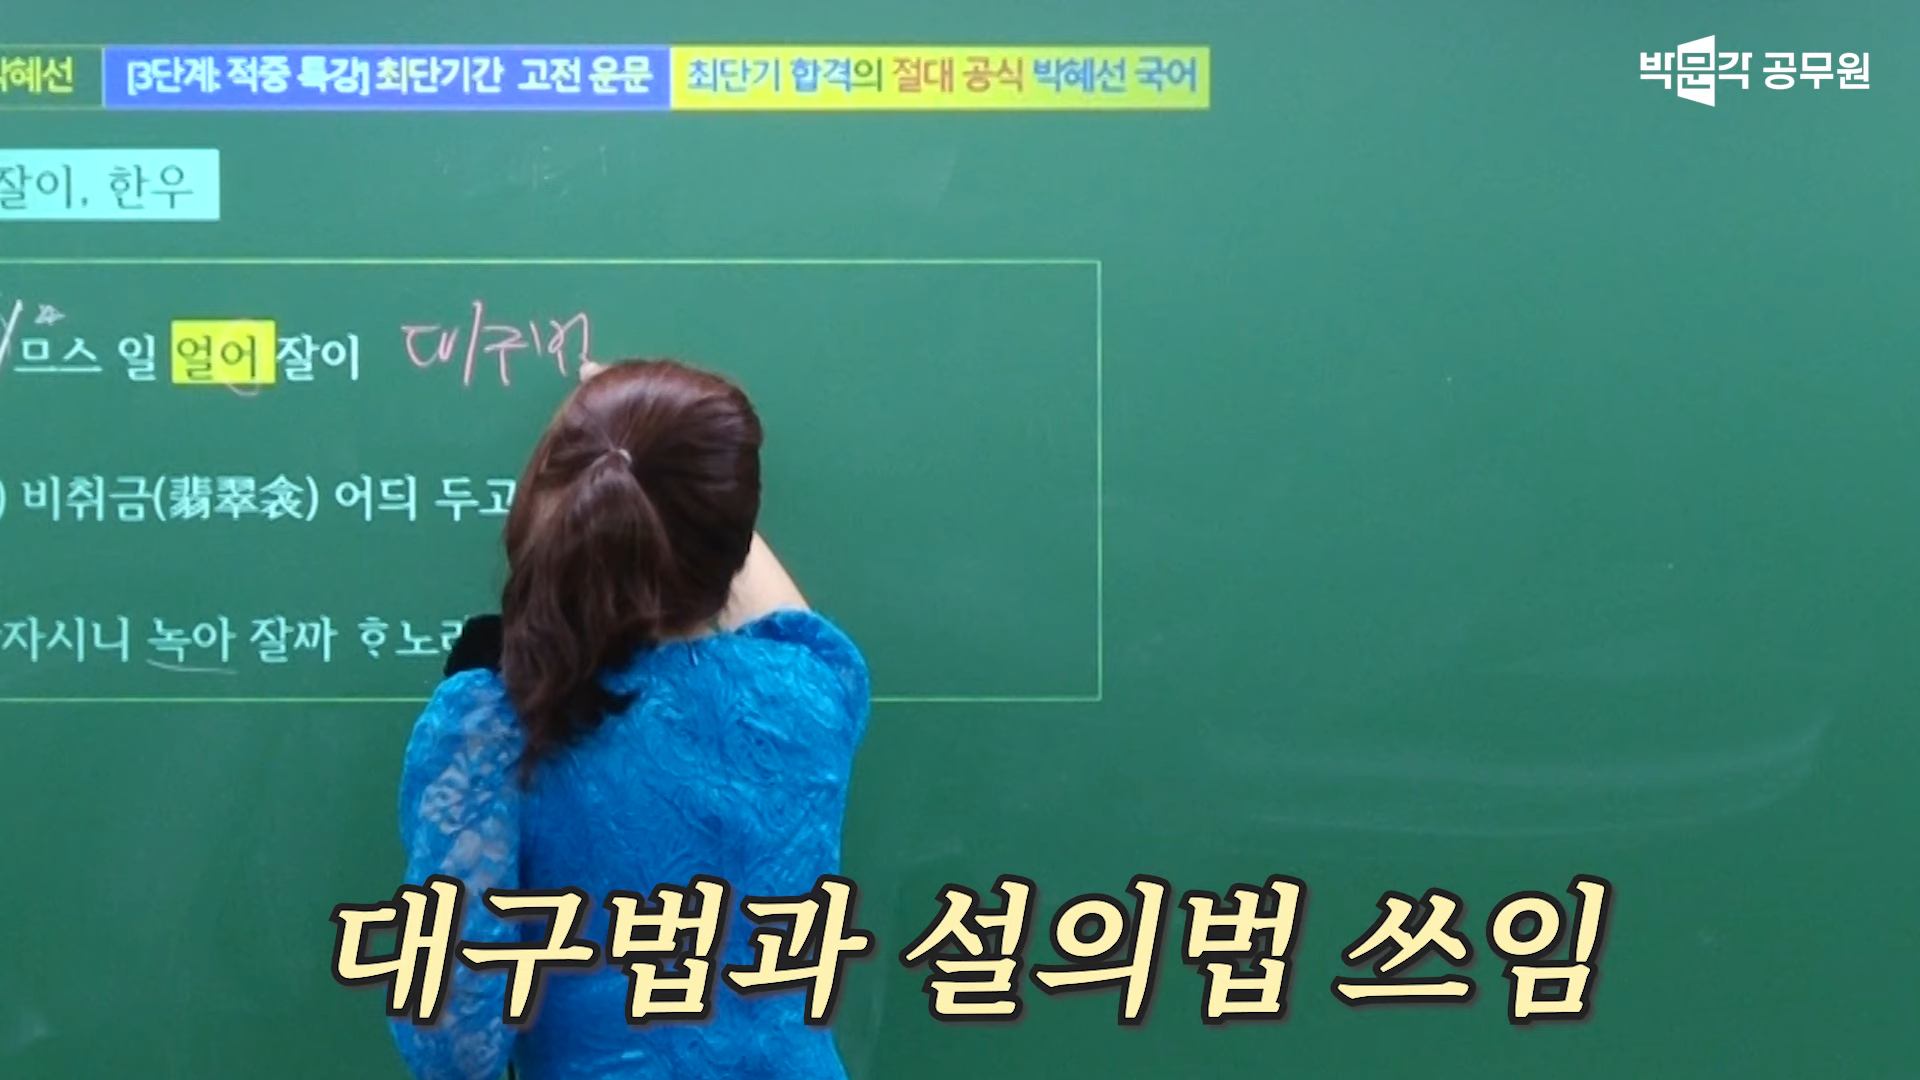 박혜선 [3단계: 적중 특강] 최단기간 고전 운문 최단기 합격의 절대 공식 박혜선 국어
박문각 공무원
잘이, 한우
므스 일 얼어 잘이 대구법
) 비취금(翡翠衾) 어듸 두고
자시니 녹아 잘까 ᄒᆞ노라
대구법과 설의법 쓰임